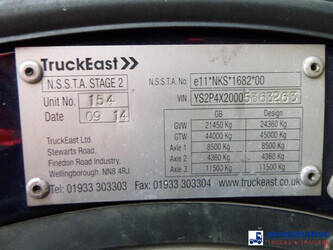 TruckEast>>
N.S.S.T.A. STAGE 2
N.S.S.T.A. No: e11*NKS*1682*00
Unit No. 154
VIN YS2P4X20005363263
Date 09 14
GB Design
GVW 21450 Kg 24360 Kg
GTW 44000 Kg 45000 Kg
Axle 1 8500 Kg 8500 Kg
Axle 2 4350 Kg 4360 Kg
Axle 3 11500 Kg 11500 Kg
TruckEast Ltd
Stewarts Road,
Finedon Road Industry,
Wellingborough, NN8 4RJ
Tel: 01933 303303 Fax: 01933 303304 www.truckeast.co.uk